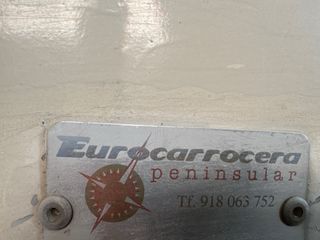 Eurocarrocera
peninsular
Tf. 918 063 752